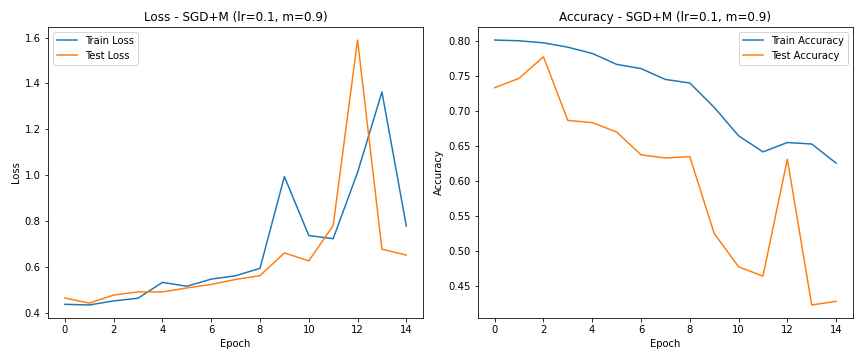 Loss - SGD+M (lr=0.1, m=0.9)
Train Loss
Test Loss
1.6
1.4
1.2
1.0
0.8
0.6
0.4
Loss
0 2 4 6 8 10 12 14
Epoch
Accuracy - SGD+M (lr=0.1, m=0.9)
Train Accuracy
Test Accuracy
0.80
0.75
0.70
0.65
0.60
0.55
0.50
0.45
Accuracy
0 2 4 6 8 10 12 14
Epoch